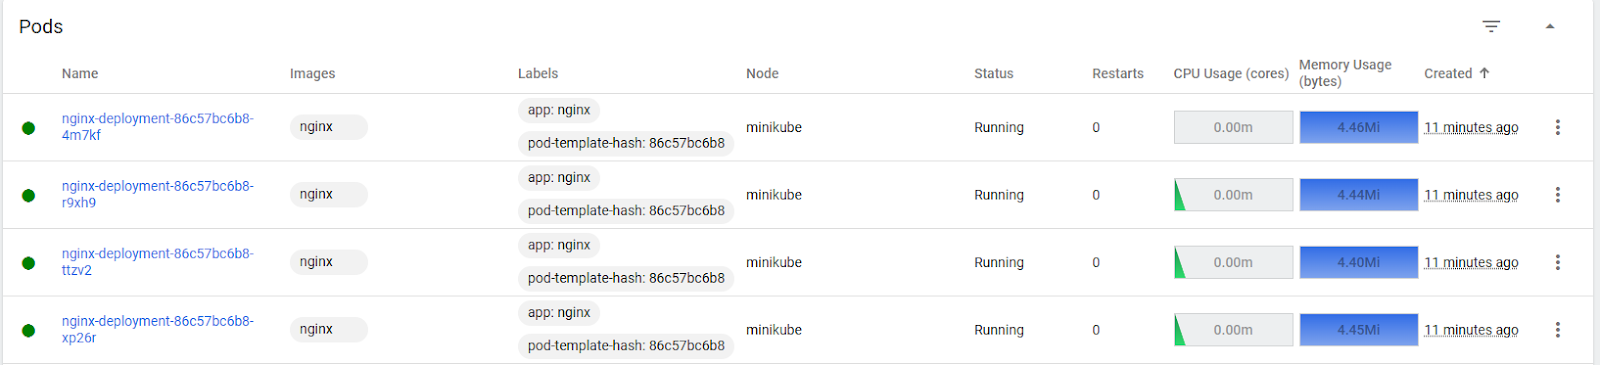 Pods
Name Images Labels Node Status Restarts CPU Usage (cores) Memory Usage (bytes) Created
nginx-deployment-86c57bc6b8-4m7kf nginx app: nginx pod-template-hash: 86c57bc6b8 minikube Running 0 0.00m 4.46Mi 11 minutes ago
nginx-deployment-86c57bc6b8-r9xh9 nginx app: nginx pod-template-hash: 86c57bc6b8 minikube Running 0 0.00m 4.44Mi 11 minutes ago
nginx-deployment-86c57bc6b8-ttzv2 nginx app: nginx pod-template-hash: 86c57bc6b8 minikube Running 0 0.00m 4.40Mi 11 minutes ago
nginx-deployment-86c57bc6b8-xp26r nginx app: nginx pod-template-hash: 86c57bc6b8 minikube Running 0 0.00m 4.45Mi 11 minutes ago